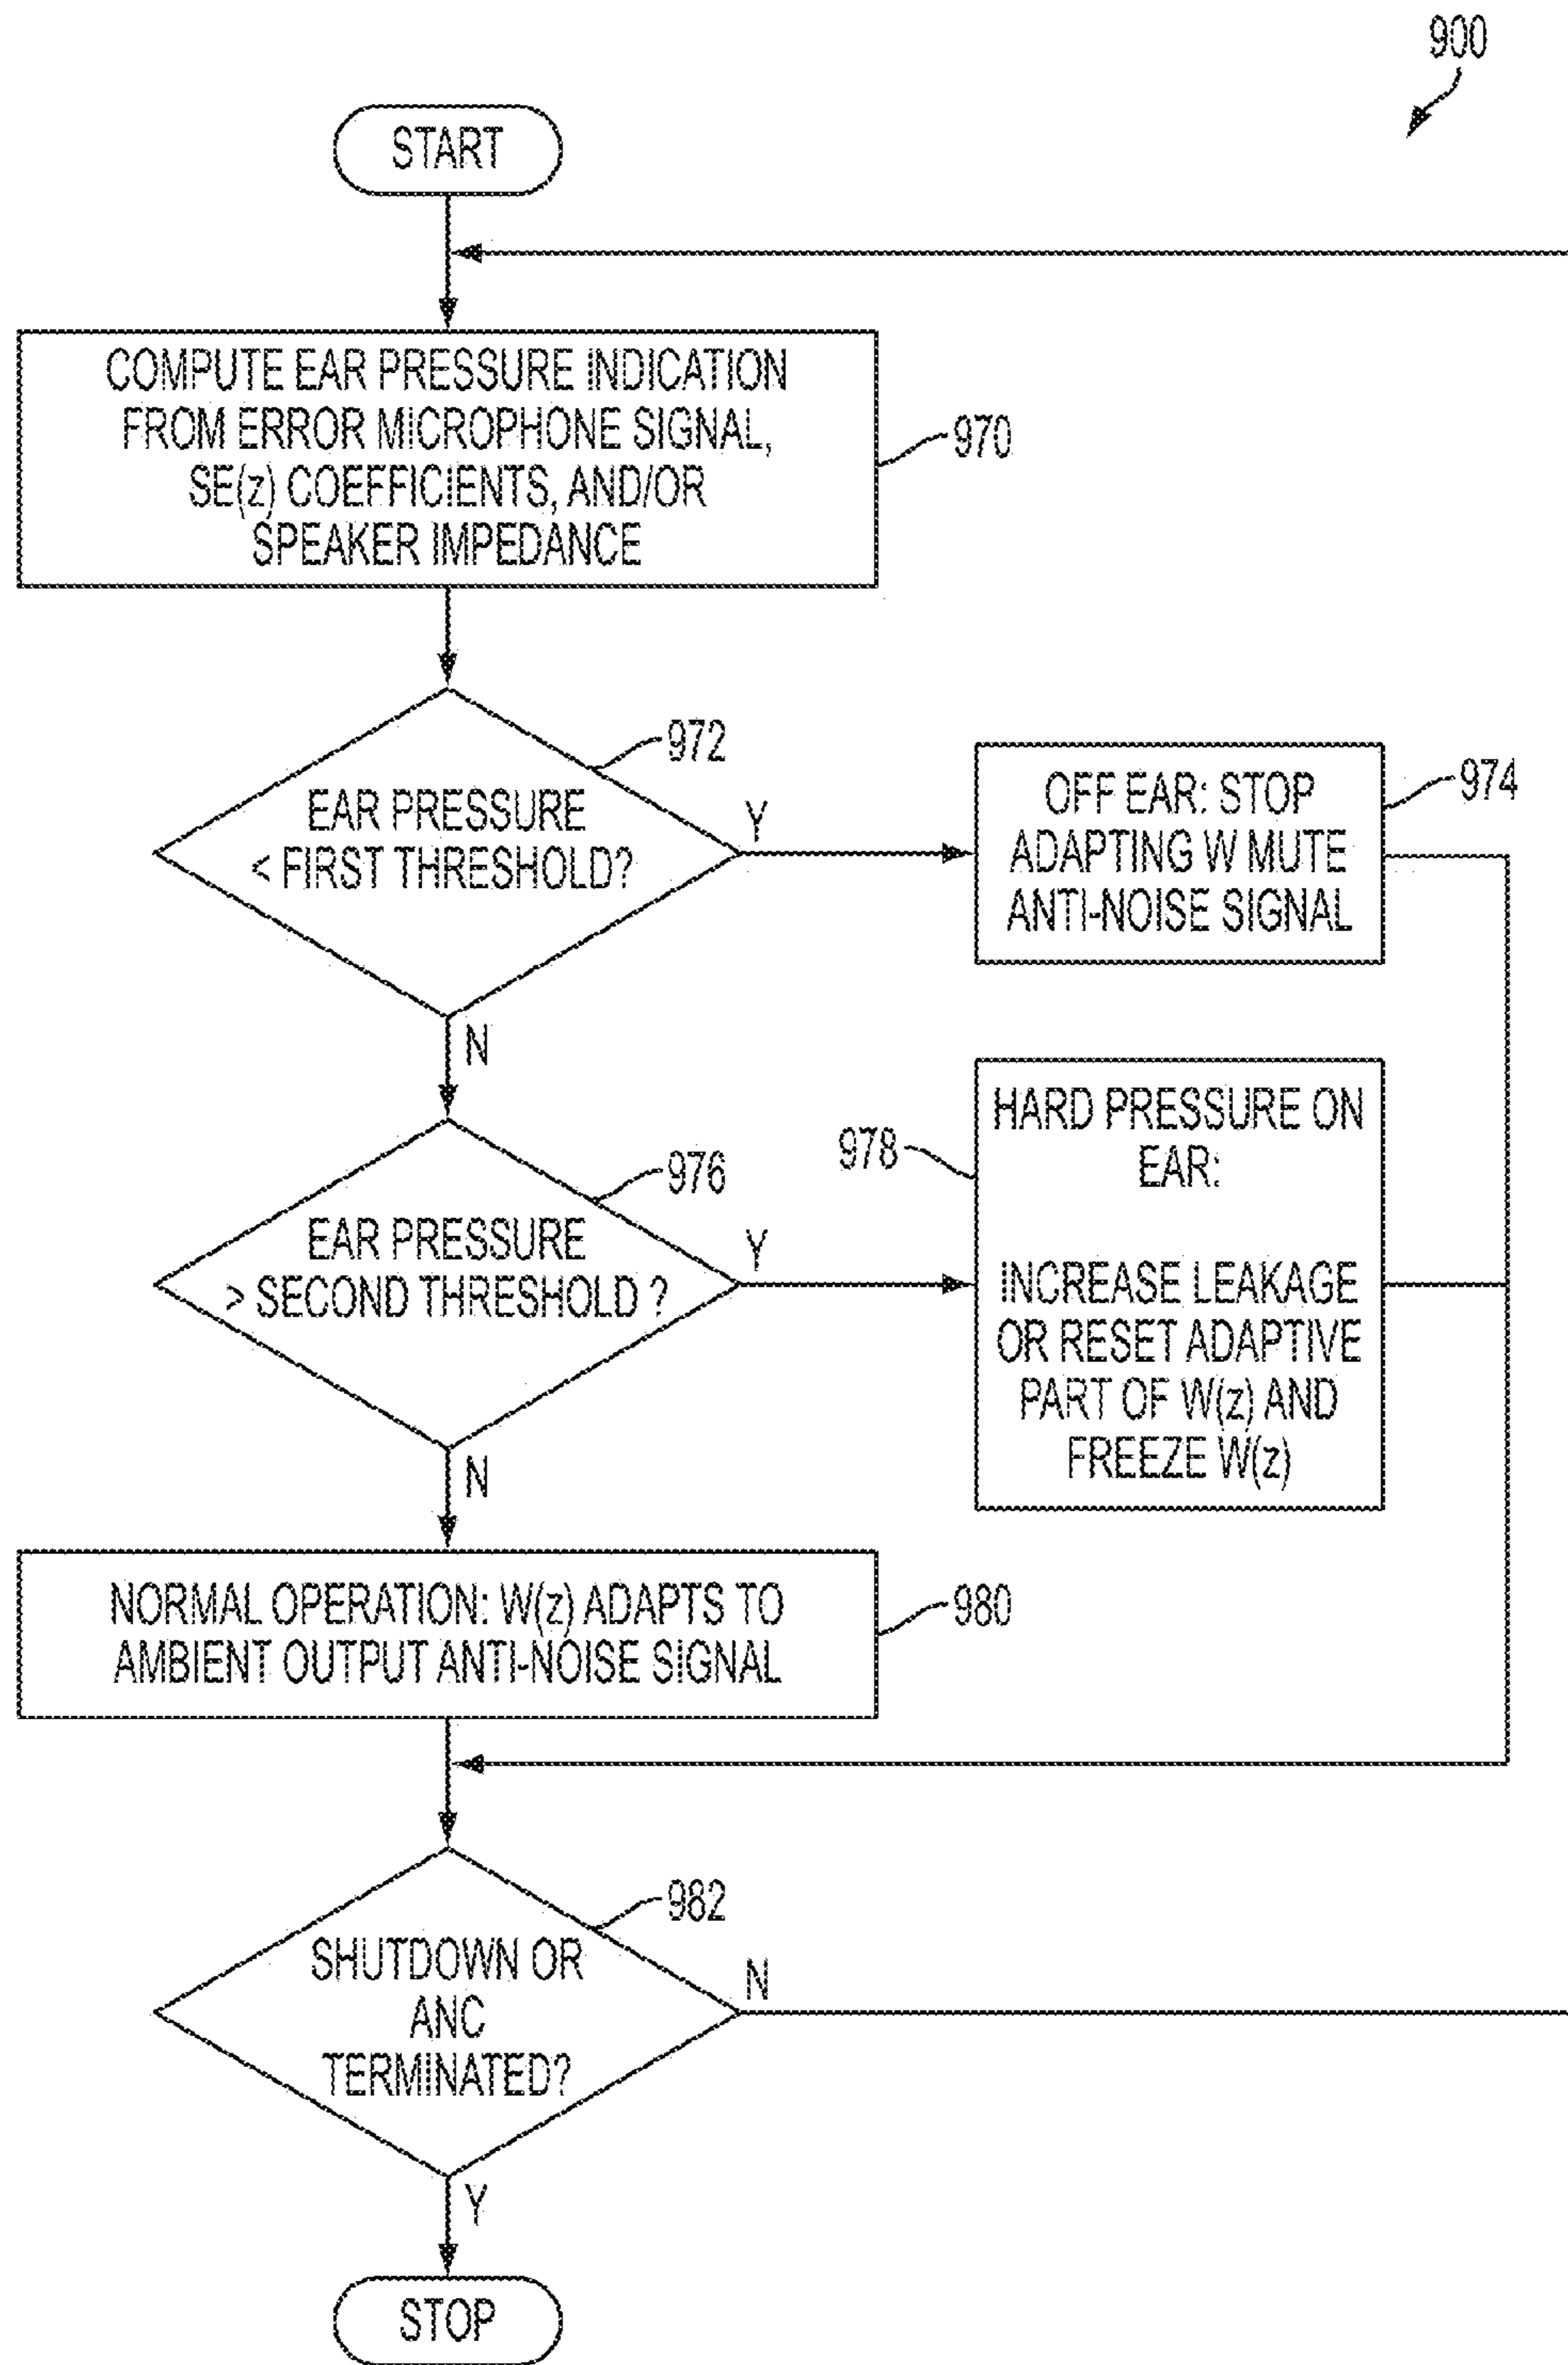 900
START
COMPUTE EAR PRESSURE INDICATION
FROM ERROR MICROPHONE SIGNAL,
SE(z) COEFFICIENTS, AND/OR
SPEAKER IMPEDANCE
970
972
EAR PRESSURE
< FIRST THRESHOLD?
Y
OFF EAR: STOP
ADAPTING W MUTE
ANTI-NOISE SIGNAL
974
N
976
EAR PRESSURE
> SECOND THRESHOLD ?
Y
978
HARD PRESSURE ON
EAR:
INCREASE LEAKAGE
OR RESET ADAPTIVE
PART OF W(z) AND
FREEZE W(z)
N
NORMAL OPERATION: W(z) ADAPTS TO
AMBIENT OUTPUT ANTI-NOISE SIGNAL
980
982
SHUTDOWN OR
ANC
TERMINATED?
N
Y
STOP